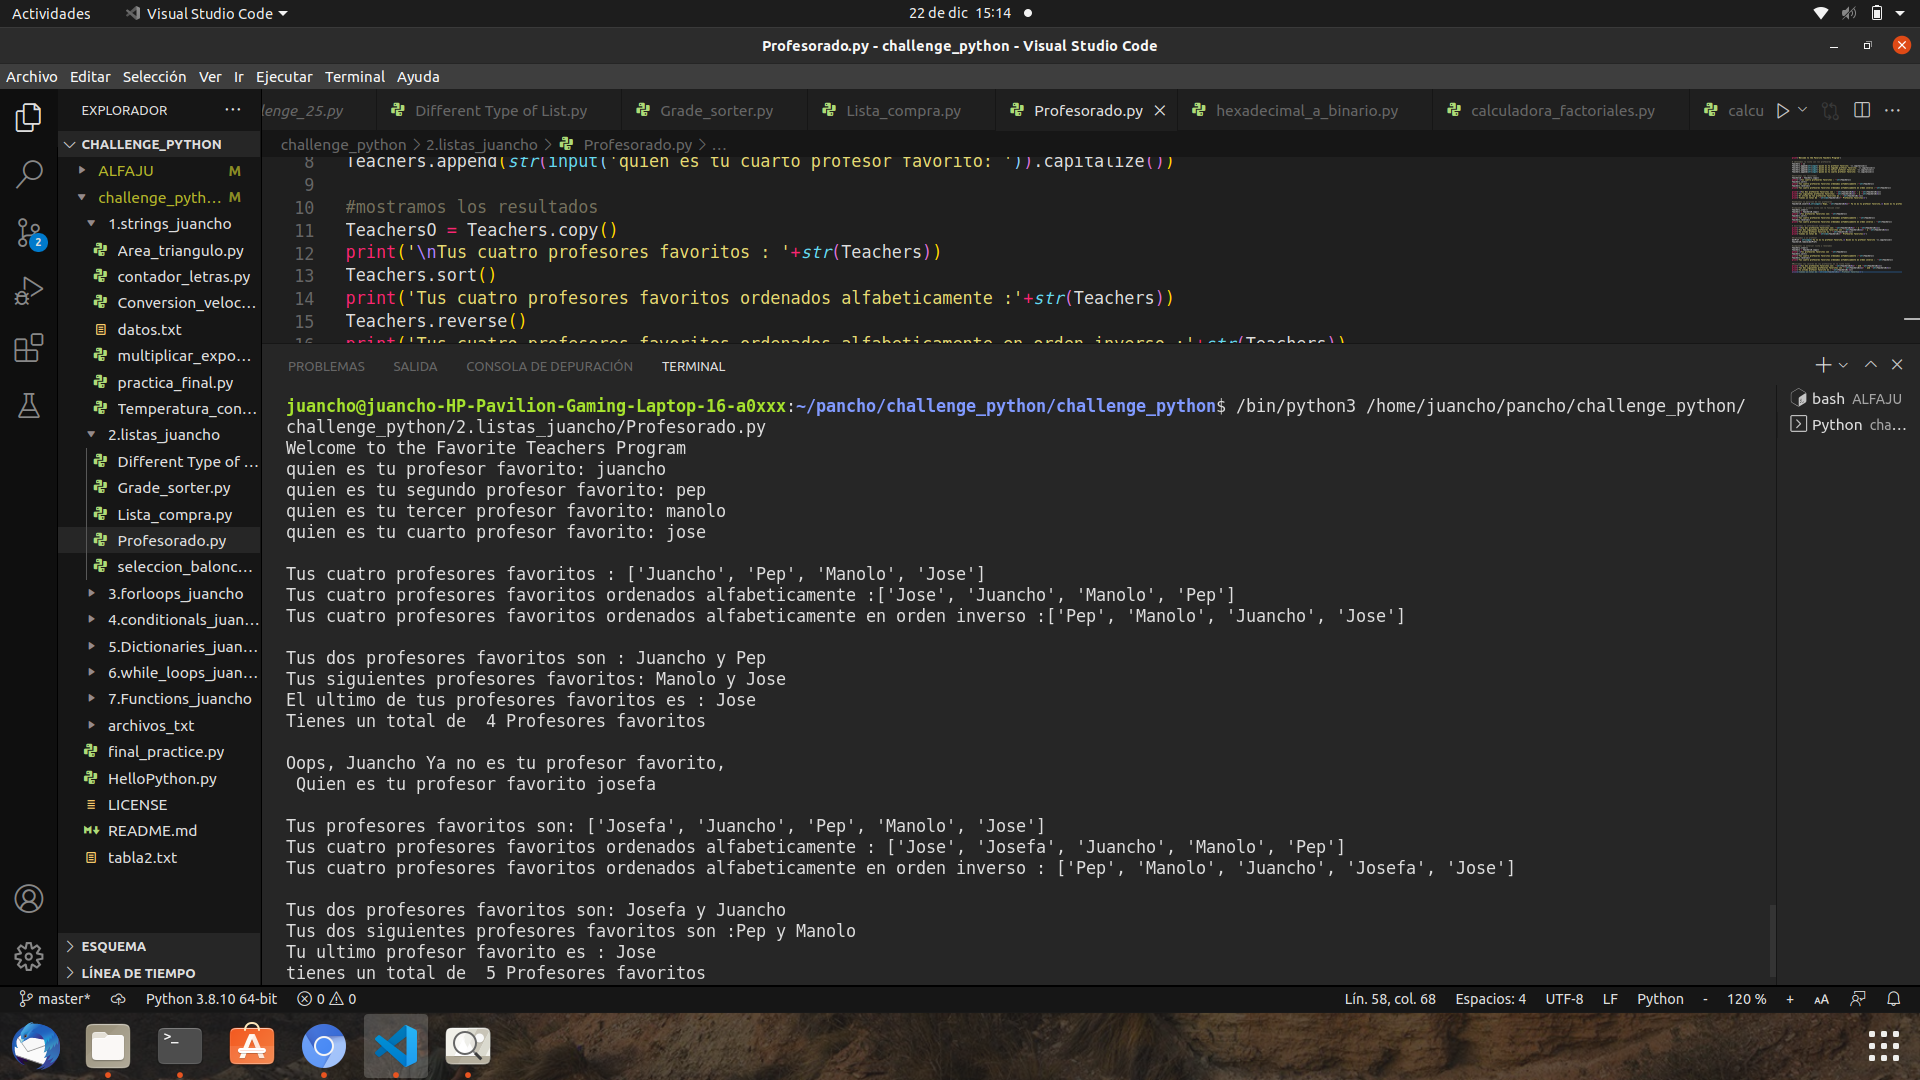 Actividades
Visual Studio Code
22 de dic 15:14
Profesorado.py - challenge_python - Visual Studio Code
Archivo Editar Selección Ver Ir Ejecutar Terminal Ayuda
EXPLORADOR
CHALLENGE_PYTHON
ALFAJU M
challenge_pyth... M
1.strings_juancho
Area_triangulo.py
contador_letras.py
Conversion_veloc...
datos.txt
multiplicar_expo...
practica_final.py
Temperatura_con...
2.listas_juancho
Different Type of ...
Grade_sorter.py
Lista_compra.py
Profesorado.py
seleccion_balonc...
3.forloops_juancho
4.conditionals_juan...
5.Dictionaries_juan...
6.while_loops_juan...
7.Functions_juancho
archivos_txt
final_practice.py
HelloPython.py
LICENSE
README.md
tabla2.txt
ESQUEMA
LÍNEA DE TIEMPO
lenge_25.py
Different Type of List.py
Grade_sorter.py
Lista_compra.py
Profesorado.py
hexadecimal_a_binario.py
calculadora_factoriales.py
calcu
challenge_python > 2.listas_juancho > Profesorado.py > ...
8 Teachers.append(str(input('quien es tu cuarto profesor favorito: ')).capitalize())
9
10 #mostramos los resultados
11 TeachersO = Teachers.copy()
12 print('\nTus cuatro profesores favoritos : '+str(Teachers))
13 Teachers.sort()
14 print('Tus cuatro profesores favoritos ordenados alfabeticamente :'+str(Teachers))
15 Teachers.reverse()
16 print('Tus cuatro profesores favoritos ordenados alfabeticamente en orden inverso :'+str(Teachers))
PROBLEMAS SALIDA CONSOLA DE DEPURACIÓN TERMINAL
bash ALFAJU
Python cha...
juancho@juancho-HP-Pavilion-Gaming-Laptop-16-a0xxx:~/pancho/challenge_python/challenge_python$ /bin/python3 /home/juancho/pancho/challenge_python/
challenge_python/2.listas_juancho/Profesorado.py
Welcome to the Favorite Teachers Program
quien es tu profesor favorito: juancho
quien es tu segundo profesor favorito: pep
quien es tu tercer profesor favorito: manolo
quien es tu cuarto profesor favorito: jose
Tus cuatro profesores favoritos : ['Juancho', 'Pep', 'Manolo', 'Jose']
Tus cuatro profesores favoritos ordenados alfabeticamente :['Jose', 'Juancho', 'Manolo', 'Pep']
Tus cuatro profesores favoritos ordenados alfabeticamente en orden inverso :['Pep', 'Manolo', 'Juancho', 'Jose']
Tus dos profesores favoritos son : Juancho y Pep
Tus siguientes profesores favoritos: Manolo y Jose
El ultimo de tus profesores favoritos es : Jose
Tienes un total de  4 Profesores favoritos
Oops, Juancho Ya no es tu profesor favorito,
Quien es tu profesor favorito josefa
Tus profesores favoritos son: ['Josefa', 'Juancho', 'Pep', 'Manolo', 'Jose']
Tus cuatro profesores favoritos ordenados alfabeticamente : ['Jose', 'Josefa', 'Juancho', 'Manolo', 'Pep']
Tus cuatro profesores favoritos ordenados alfabeticamente en orden inverso : ['Pep', 'Manolo', 'Juancho', 'Josefa', 'Jose']
Tus dos profesores favoritos son: Josefa y Juancho
Tus dos siguientes profesores favoritos son :Pep y Manolo
Tu ultimo profesor favorito es : Jose
tienes un total de  5 Profesores favoritos
2
master* Python 3.8.10 64-bit 0 0 Lín. 58, col. 68 Espacios: 4 UTF-8 LF Python - 120 % + AA